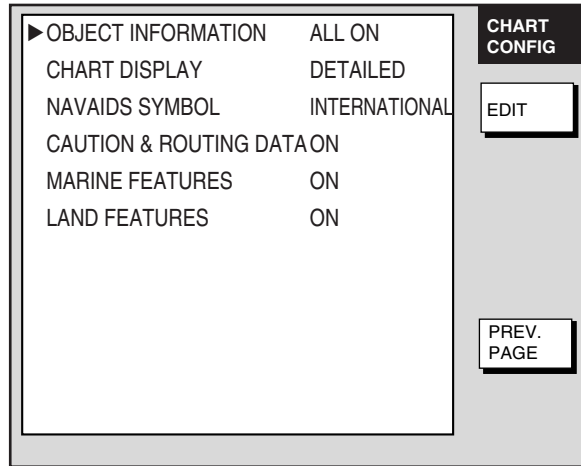 ▶OBJECT INFORMATION ALL ON
CHART DISPLAY DETAILED
NAVAIDS SYMBOL INTERNATIONAL
CAUTION & ROUTING DATA ON
MARINE FEATURES ON
LAND FEATURES ON
CHART
CONFIG
EDIT
PREV.
PAGE